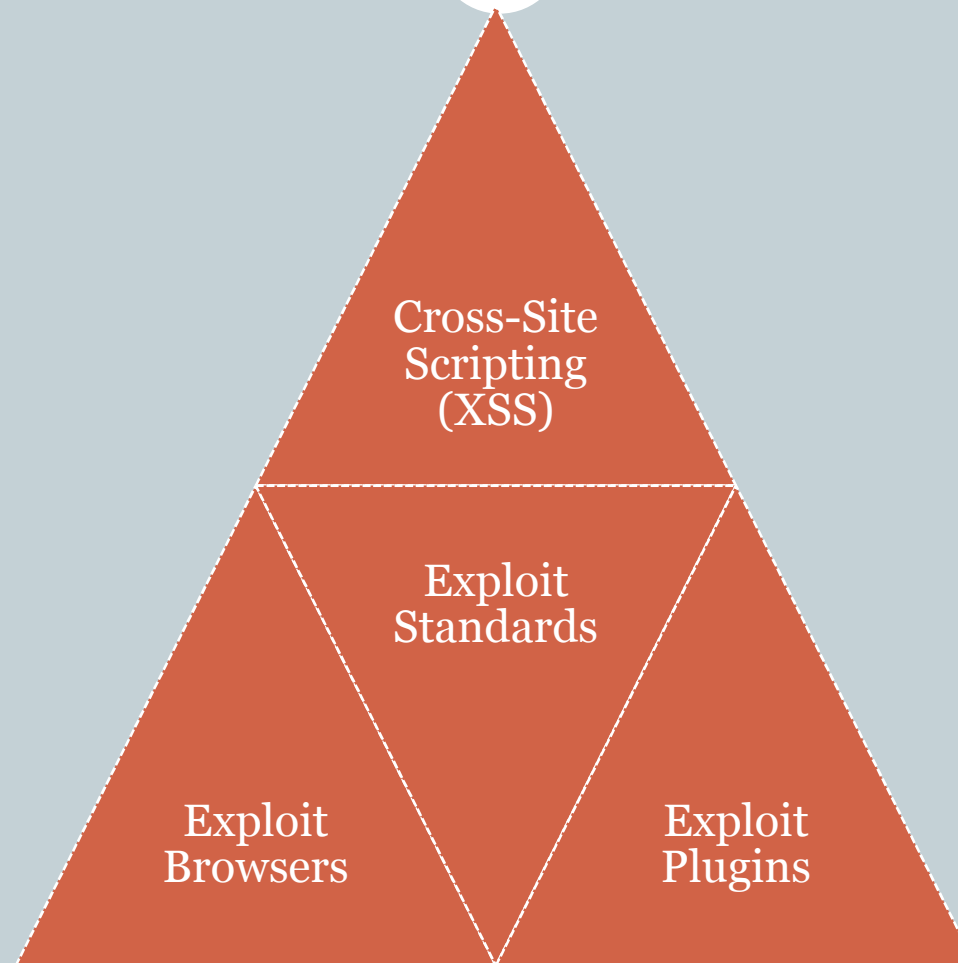 Cross-Site
Scripting
(XSS)
Exploit
Standards
Exploit
Browsers
Exploit
Plugins